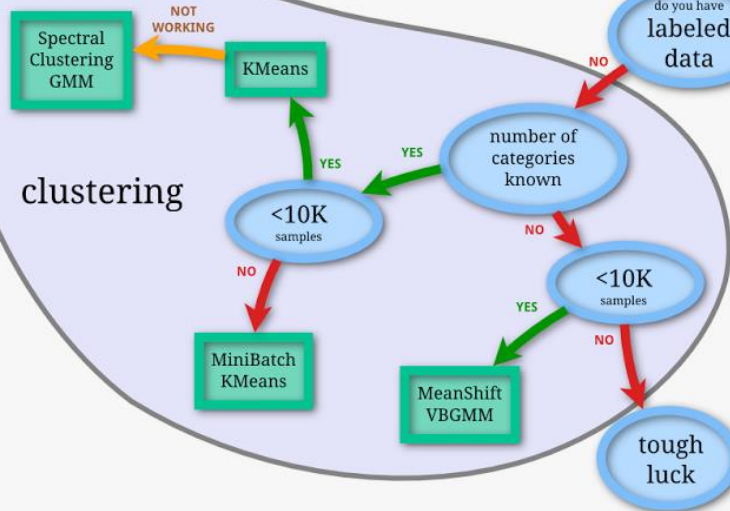 NOT
WORKING
Spectral
Clustering
GMM
KMeans
do you have
labeled
data
NO
number of
categories
known
YES
YES
clustering
<10K
samples
NO
NO
<10K
samples
YES
NO
MiniBatch
KMeans
MeanShift
VBGMM
tough
luck